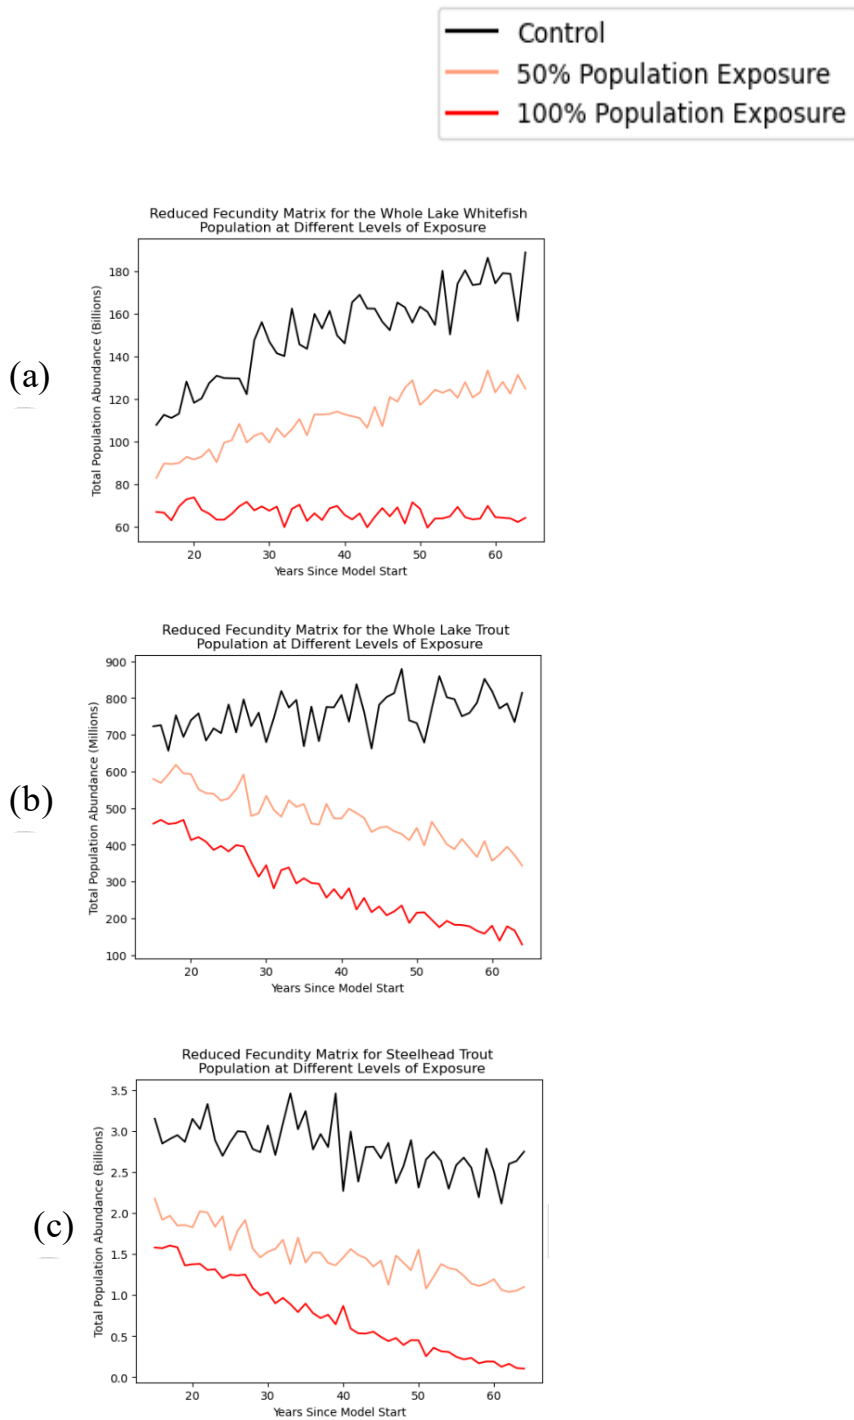 Control
50% Population Exposure
100% Population Exposure
(a)
Reduced Fecundity Matrix for the Whole Lake Whitefish
Population at Different Levels of Exposure
Total Population Abundance (Billions)
180
160
140
120
100
80
60
20 30 40 50 60
Years Since Model Start
(b)
Reduced Fecundity Matrix for the Whole Lake Trout
Population at Different Levels of Exposure
Total Population Abundance (Millions)
900
800
700
600
500
400
300
200
100
20 30 40 50 60
Years Since Model Start
(c)
Reduced Fecundity Matrix for Steelhead Trout
Population at Different Levels of Exposure
Total Population Abundance (Billions)
3.5
3.0
2.5
2.0
1.5
1.0
0.5
0.0
20 30 40 50 60
Years Since Model Start